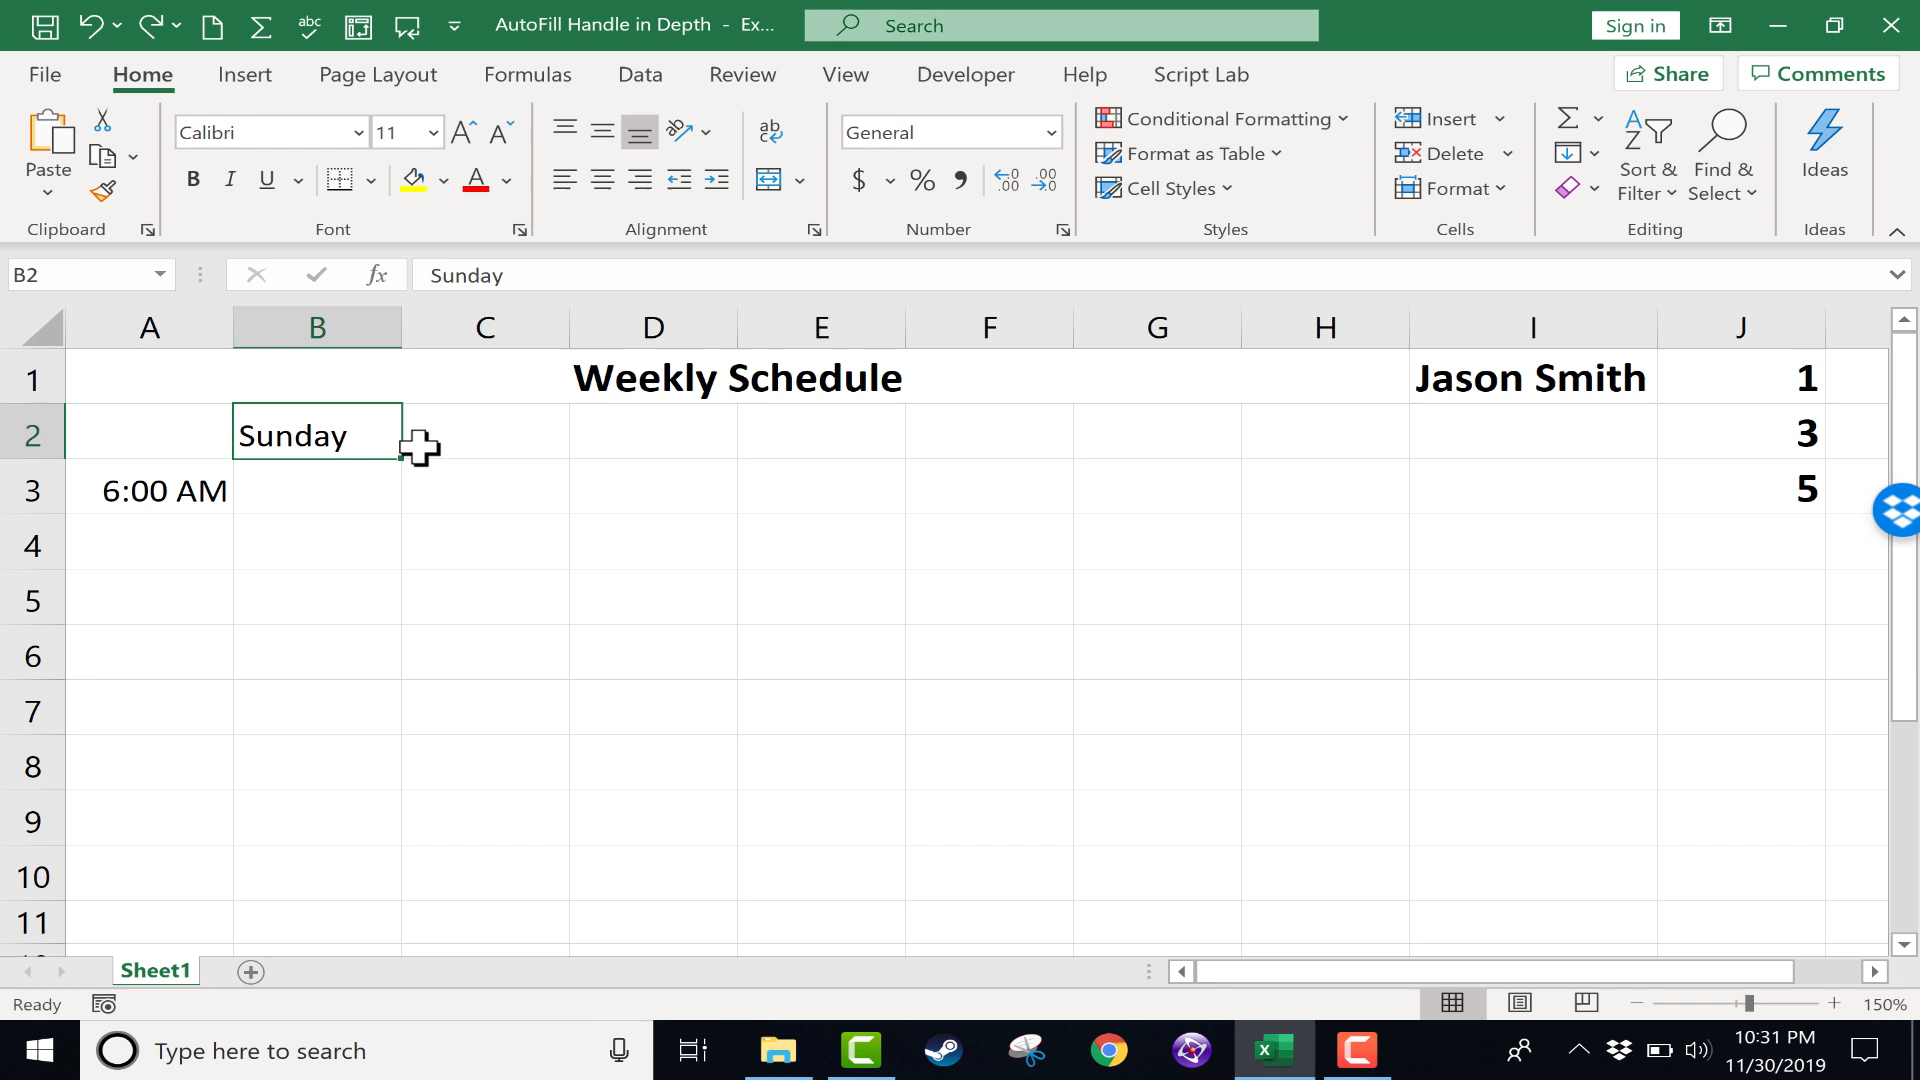 AutoFill Handle in Depth - Ex...
Search
Sign in
File Home Insert Page Layout Formulas Data Review View Developer Help Script Lab Share Comments
Paste
Clipboard
Calibri 11
B I U A
Font
ab
Alignment
General
$ % 9 .00 .00
Number
Conditional Formatting
Format as Table
Cell Styles
Styles
Insert
Delete
Format
Cells
Sort & Filter
Find & Select
Editing
Ideas
Ideas
B2 fx Sunday
A B C D E F G H I J
1 Weekly Schedule Jason Smith 1
2 Sunday 3
3 6:00 AM 5
4
5
6
7
8
9
10
11
Sheet1
Ready 150%
Type here to search
10:31 PM
11/30/2019